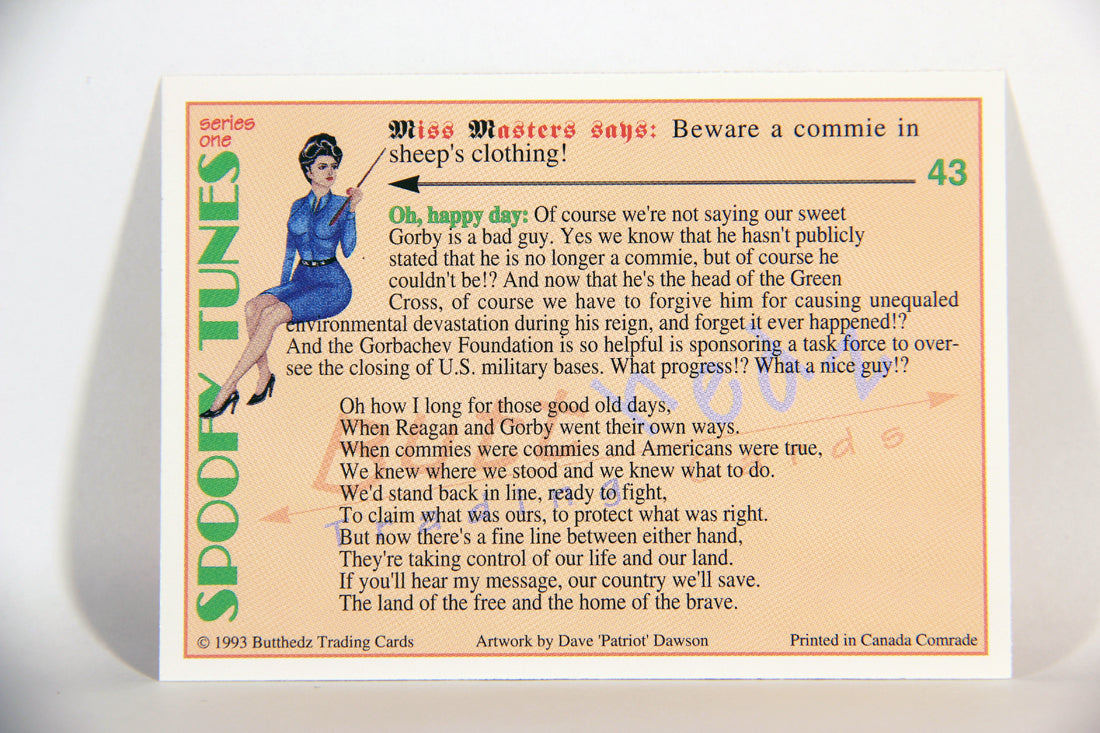 series
one
SPOOFY TUNES
Miss Masters says: Beware a commie in
sheep's clothing!
43
Oh, happy day: Of course we're not saying our sweet
Gorby is a bad guy. Yes we know that he hasn't publicly
stated that he is no longer a commie, but of course he
couldn't be!? And now that he's the head of the Green
Cross, of course we have to forgive him for causing unequaled
environmental devastation during his reign, and forget it ever happened!?
And the Gorbachev Foundation is so helpful is sponsoring a task force to over-
see the closing of U.S. military bases. What progress!? What a nice guy!?
Oh how I long for those good old days,
When Reagan and Gorby went their own ways.
When commies were commies and Americans were true,
We knew where we stood and we knew what to do.
We'd stand back in line, ready to fight,
To claim what was ours, to protect what was right.
But now there's a fine line between either hand,
They're taking control of our life and our land.
If you'll hear my message, our country we'll save.
The land of the free and the home of the brave.
Butthedz
Trading Cards
© 1993 Butthedz Trading Cards
Artwork by Dave 'Patriot' Dawson
Printed in Canada Comrade